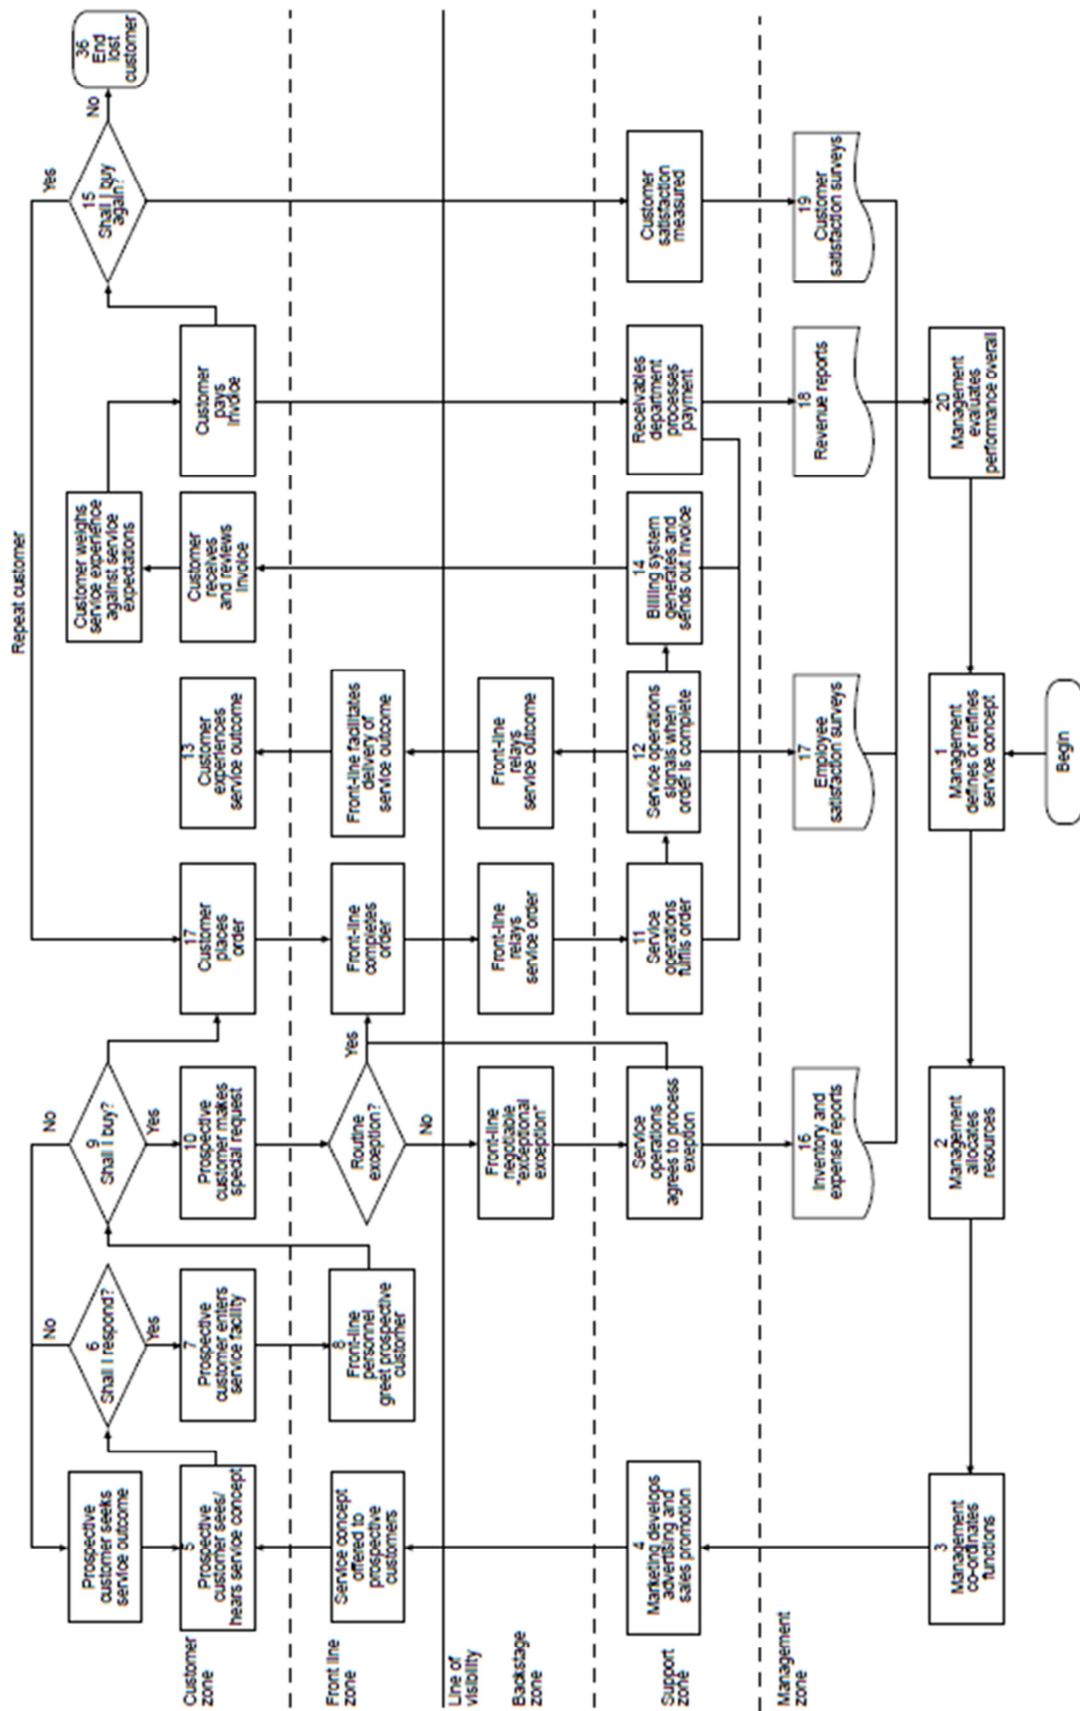 Repeat customer
Prospective
customer seeks
service outcome
No
6
Shall I respond?
Yes
No
9
Shall I buy?
Yes
Customer weighs
service experience
against service
expectations
Yes
15
Shall I buy
again?
No
36
End
lost
customer
Customer
zone
5
Prospective
customer sees/
hears service concept
7
Prospective
customer enters
service facility
10
Prospective
customer makes
special request
17
Customer
places
order
13
Customer
experiences
service outcome
Customer
receives
and reviews
invoice
Customer
pays
invoice
Front line
zone
Service concept
offered to
prospective
customers
8
Front-line
personnel
greet prospective
customer
Routine
exception?
Yes
No
Front-line
completes
order
Front-line facilitates
delivery of
service outcome
Line of
visibility
Backstage
zone
Front-line
negotiable
"exceptional
exception"
Front-line
relays
service order
Front-line
relays
service outcome
Support
zone
4
Marketing develops
advertising and
sales promotion
Service
operations
agrees to process
exeption
11
Service
operations
fulfils order
12
Service operations
signals when
order is complete
14
Billing system
generates and
sends out invoice
Receivables
department
processes
payment
Customer
satisfaction
measured
Management
zone
16
Inventory and
expense reports
17
Employee
satisfaction surveys
18
Revenue reports
19
Customer
satisfaction surveys
3
Management
co-ordinates
functions
2
Management
allocates
resources
1
Management
defines or refines
service concept
20
Management
evaluates
performance overall
Begin